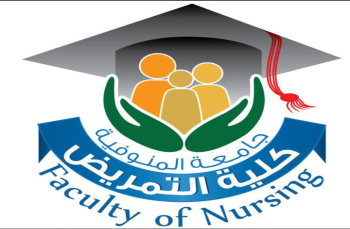 جامعة المنوفية
كلية التمريض
Faculty of Nursing